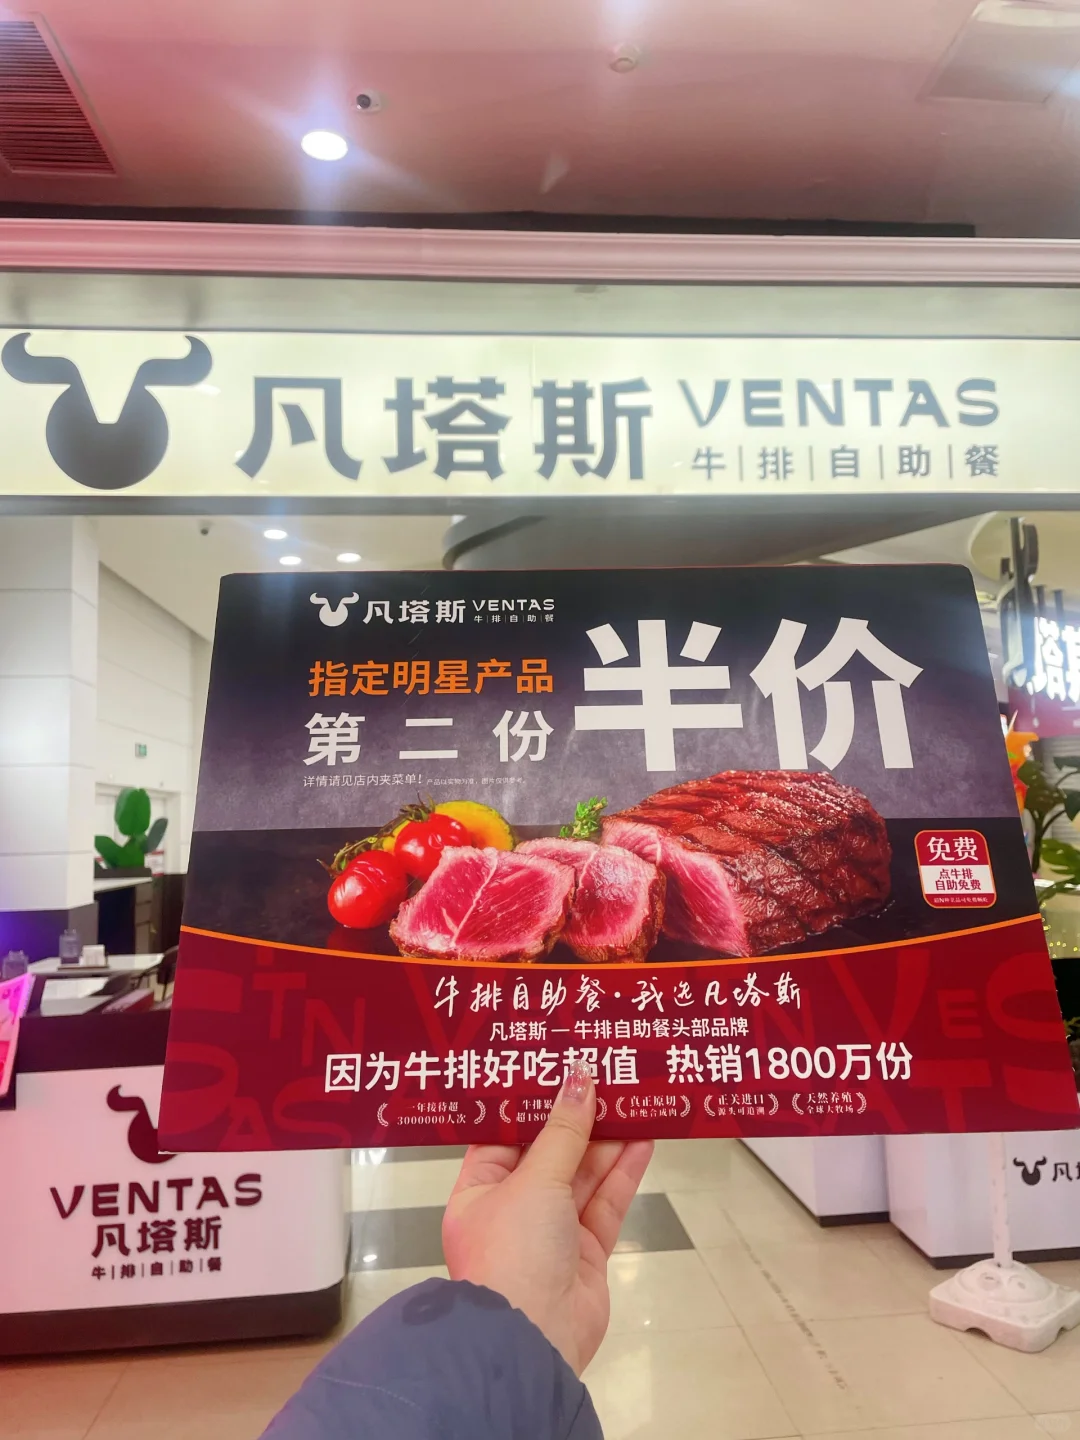 凡塔斯 VENTAS
牛|排|自|助|餐
凡塔斯 VENTAS
牛|排|自|助|餐
指定明星产品
第二份 半价
详情请见店内夹菜单!
免费
点牛排
自助免费
牛排自助餐·我选凡塔斯
凡塔斯—牛排自助餐头部品牌
因为牛排好吃超值 热销1800万份
一年接待超
3000000人次
牛排累
超180
真正原切
拒绝合成肉
正关进口
源头可追溯
天然养殖
全球大牧场
VENTAS
凡塔斯
牛|排|自|助|餐